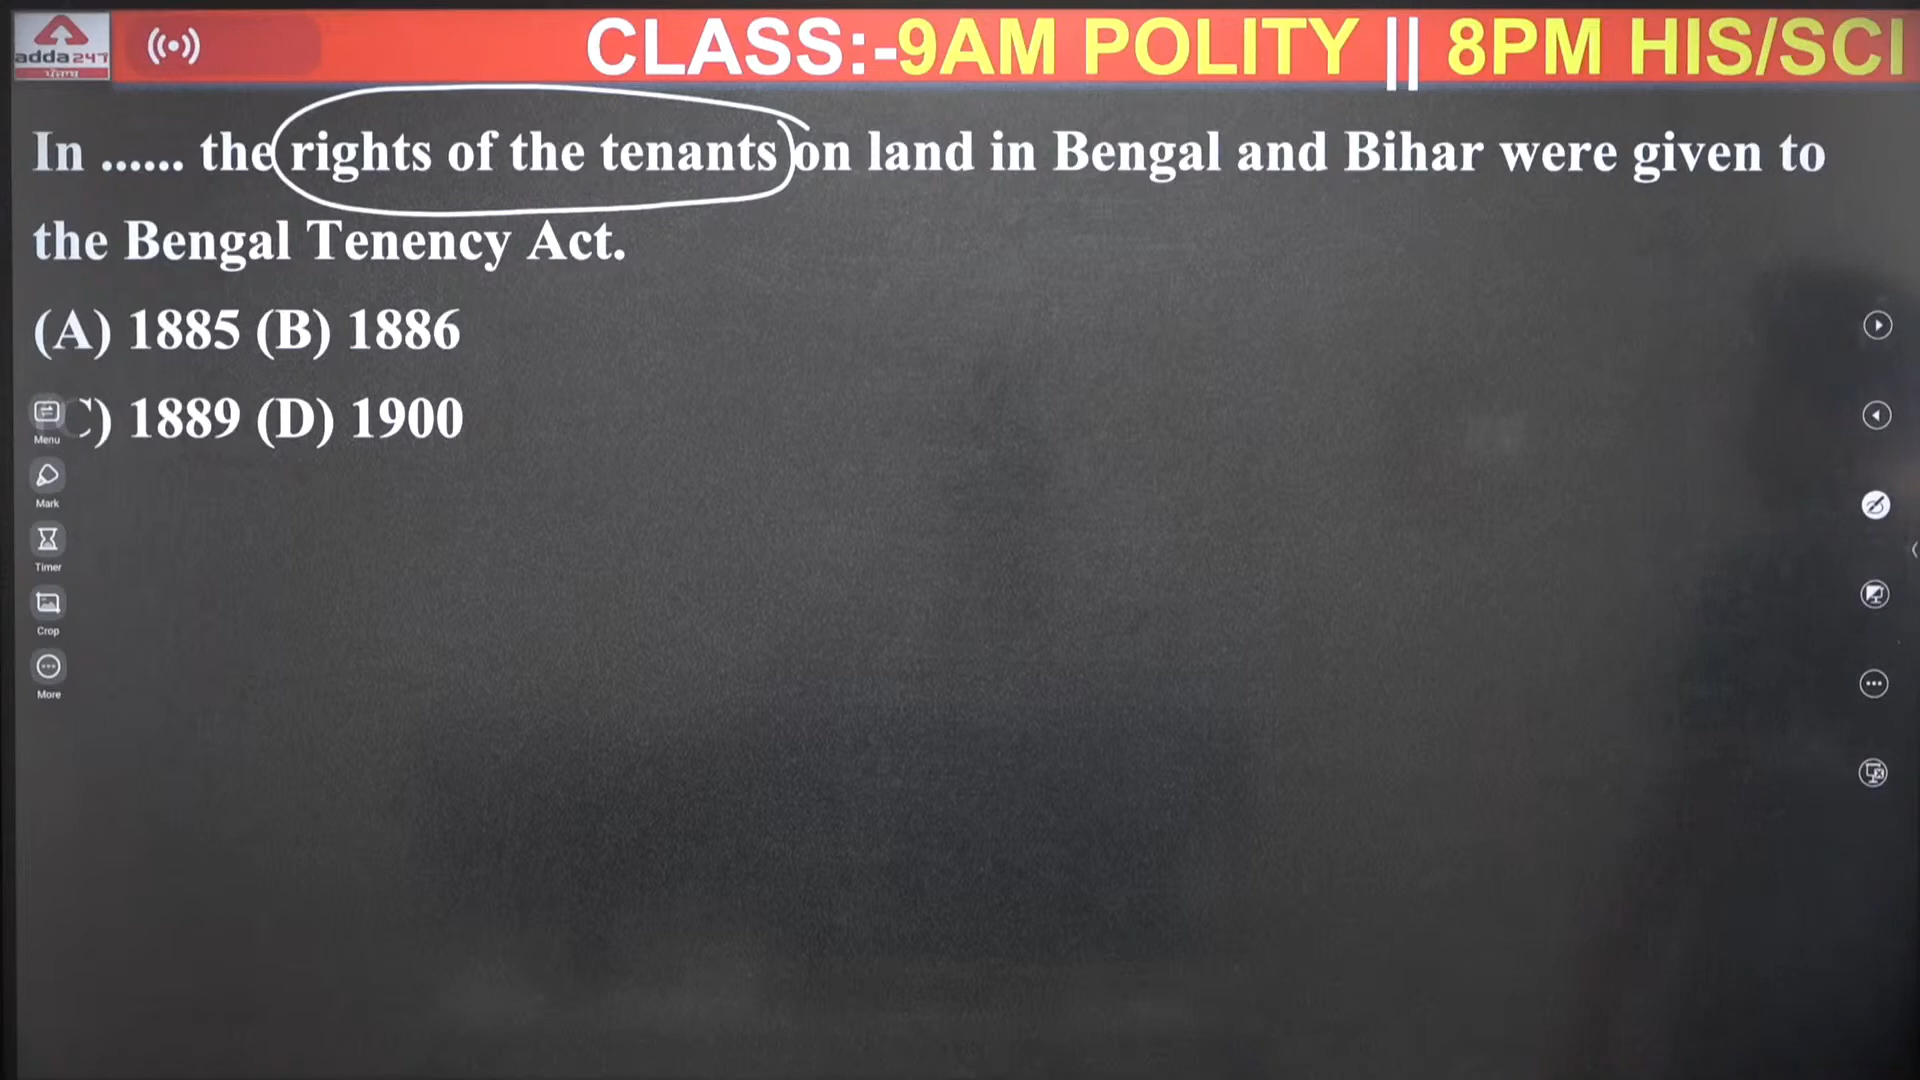 adda247
ਪੰਜਾਬ
CLASS:-9AM POLITY || 8PM HIS/SCI
In ...... the rights of the tenants on land in Bengal and Bihar were given to
the Bengal Tenency Act.
(A) 1885 (B) 1886
C) 1889 (D) 1900
Menu
Mark
Timer
Crop
More